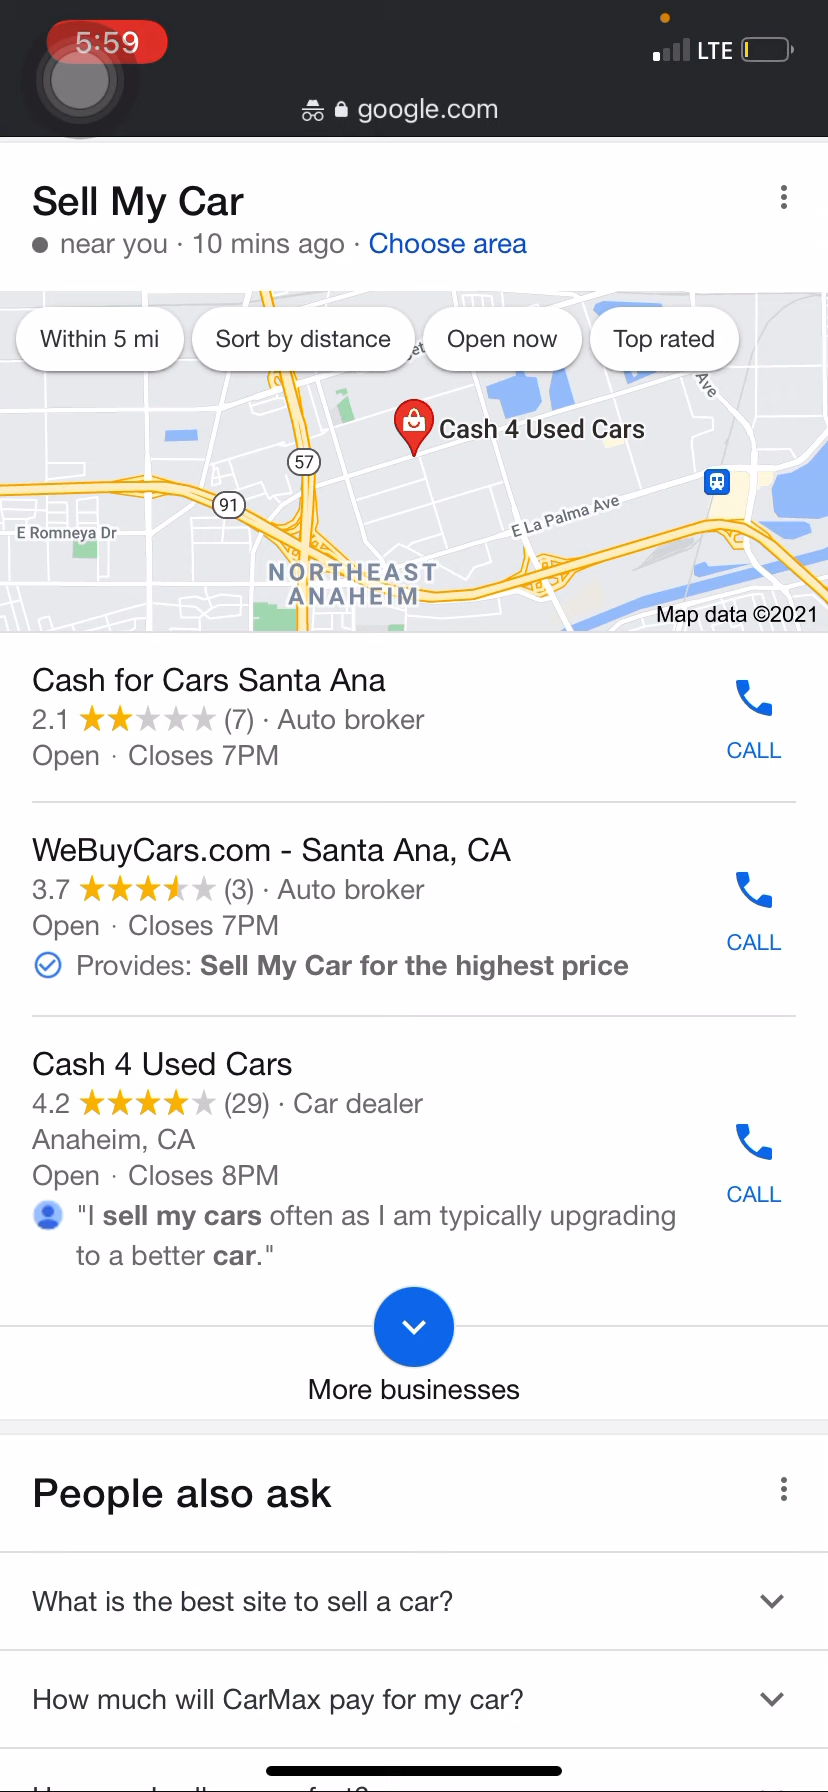 5:59
LTE
google.com
Sell My Car
near you · 10 mins ago · Choose area
Within 5 mi
Sort by distance
Open now
Top rated
Ave
Cash 4 Used Cars
57
91
E La Palma Ave
E Romneya Dr
NORTHEAST
ANAHEIM
Map data ©2021
Cash for Cars Santa Ana
2.1 (7) · Auto broker
Open · Closes 7PM
CALL
WeBuyCars.com - Santa Ana, CA
3.7 (3) · Auto broker
Open · Closes 7PM
CALL
Provides: Sell My Car for the highest price
Cash 4 Used Cars
4.2 (29) · Car dealer
Anaheim, CA
Open · Closes 8PM
CALL
"I sell my cars often as I am typically upgrading
to a better car."
More businesses
People also ask
What is the best site to sell a car?
How much will CarMax pay for my car?